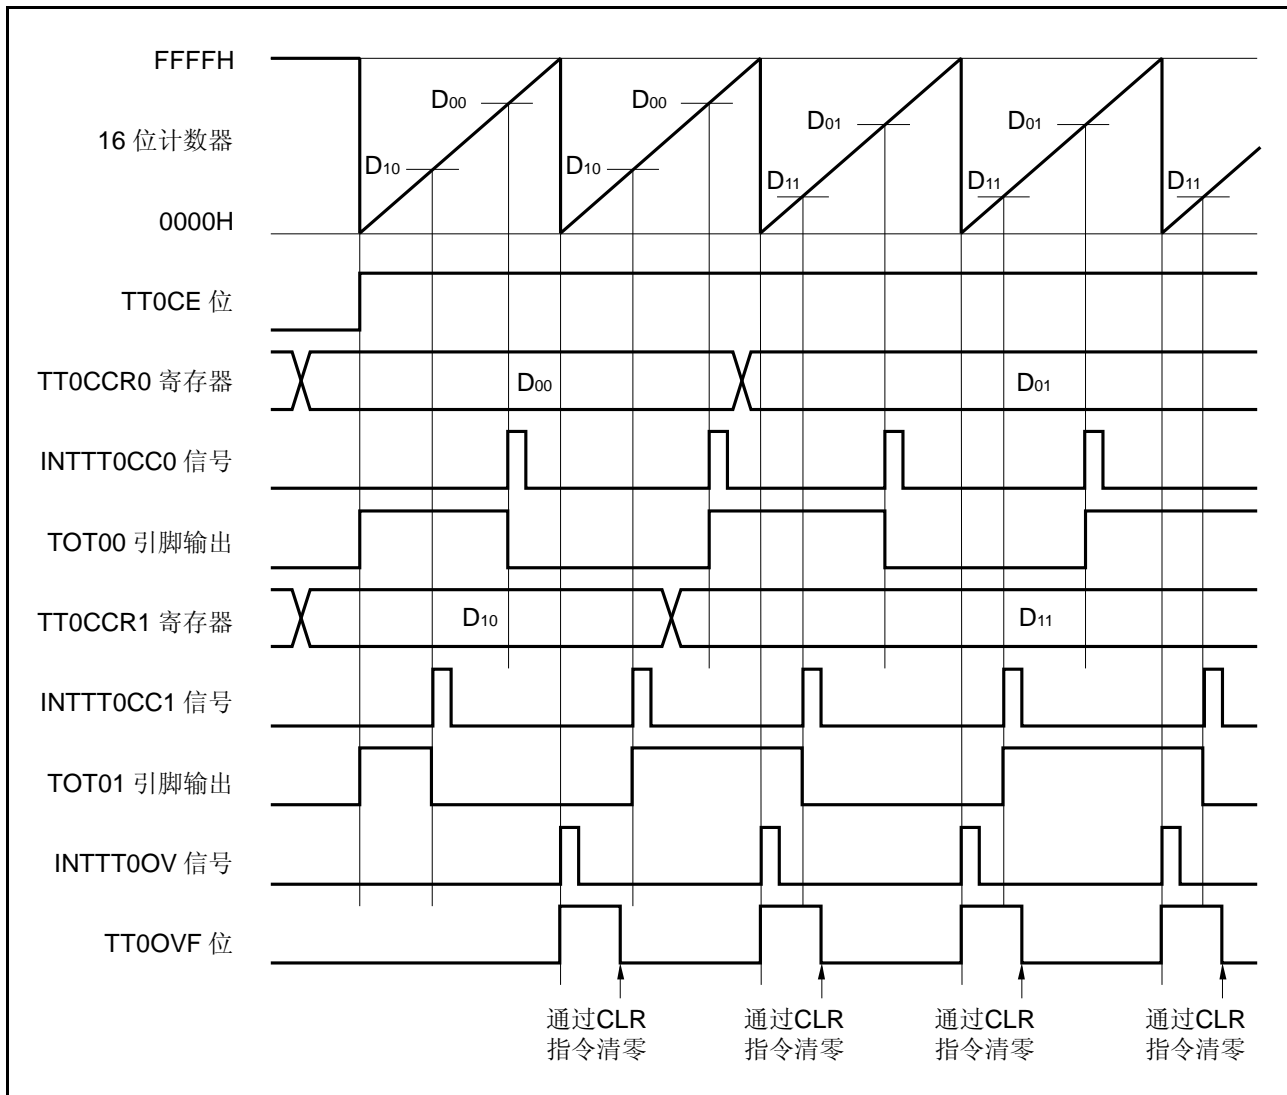 FFFFH
D00
D00
D01
D01
16 位计数器
D10
D10
D11
D11
D11
0000H
TT0CE 位
TT0CCR0 寄存器
D00
D01
INTTT0CC0 信号
TOT00 引脚输出
TT0CCR1 寄存器
D10
D11
INTTT0CC1 信号
TOT01 引脚输出
INTTT0OV 信号
TT0OVF 位
通过CLR
指令清零
通过CLR
指令清零
通过CLR
指令清零
通过CLR
指令清零